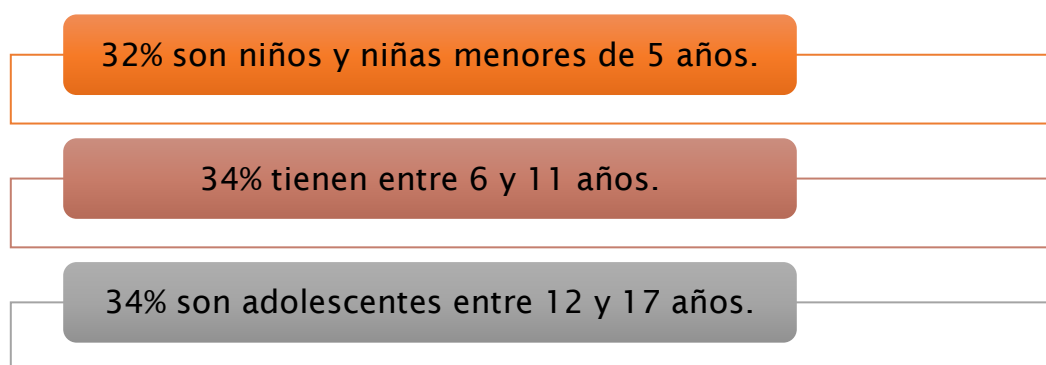 32% son niños y niñas menores de 5 años.
34% tienen entre 6 y 11 años.
34% son adolescentes entre 12 y 17 años.